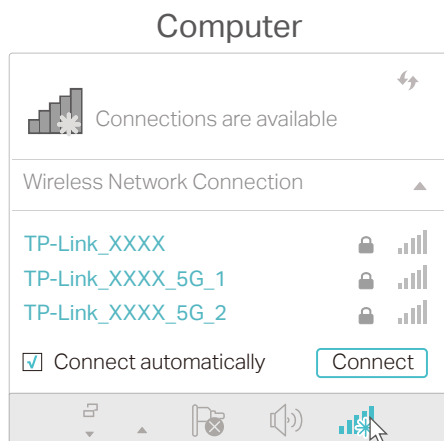 Computer
Connections are available
Wireless Network Connection
TP-Link_XXXX
TP-Link_XXXX_5G_1
TP-Link_XXXX_5G_2
Connect automatically
Connect